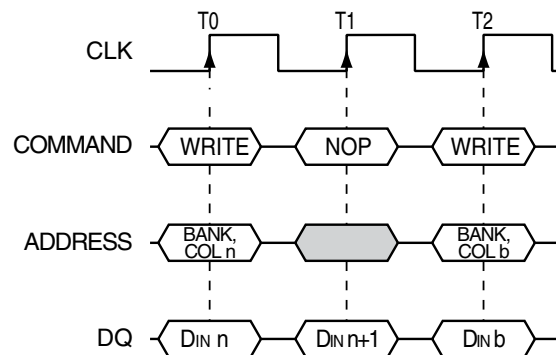 T0 T1 T2
CLK
COMMAND WRITE NOP WRITE
ADDRESS BANK, COL n BANK, COL b
DQ DIN n DIN n+1 DIN b